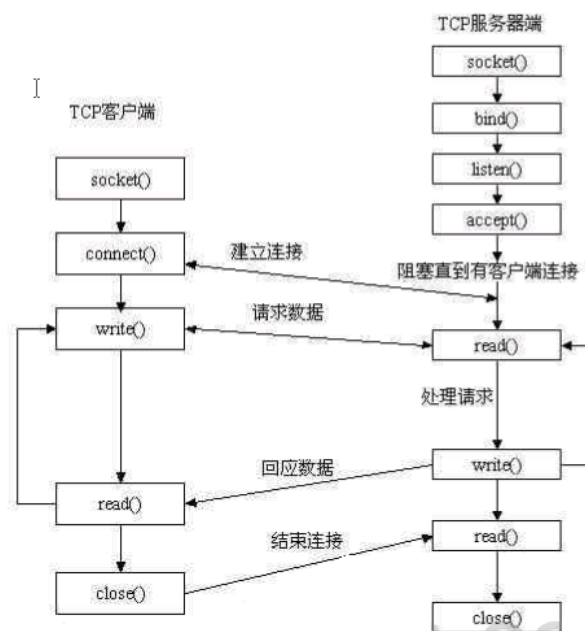 TCP服务器端
socket()
bind()
TCP客户端
listen()
socket()
accept()
connect()
建立连接
阻塞直到有客户端连接
请求数据
write()
read()
处理请求
回应数据
write()
read()
结束连接
read()
close()
close()